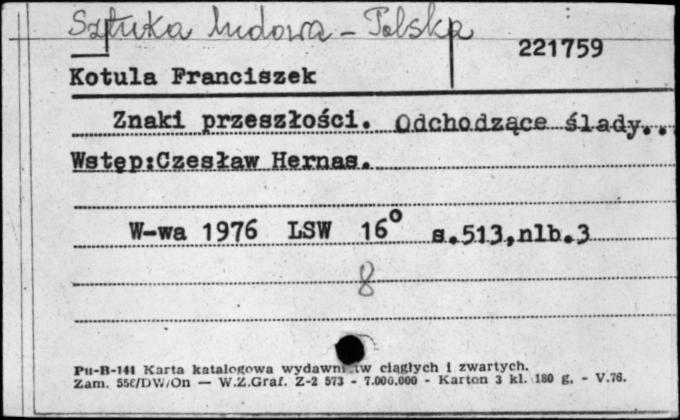 Sztuka ludowa - Polska
221759
Kotula Franciszek
Znaki przeszłości. Odchodzące ślady...
Wstęp:Czesław Hernas.
W-wa 1976 LSW 16° s.513,nlb.3
8
Pu-B-141 Karta katalogowa wydawnictw ciągłych i zwartych.
Zam. 556/DW/On — W.Z.Graf. Z-2 573 - 7.000.000 - Karton 3 kl. 180 g. - V.76.